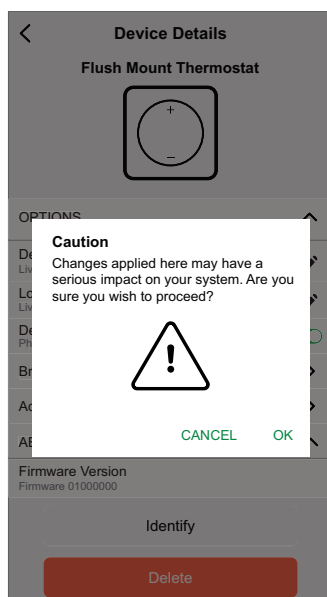 Device Details
Flush Mount Thermostat
OPTIONS
Caution
Changes applied here may have a
serious impact on your system. Are you
sure you wish to proceed?
CANCEL OK
Firmware Version
Firmware 01000000
Identify
Delete